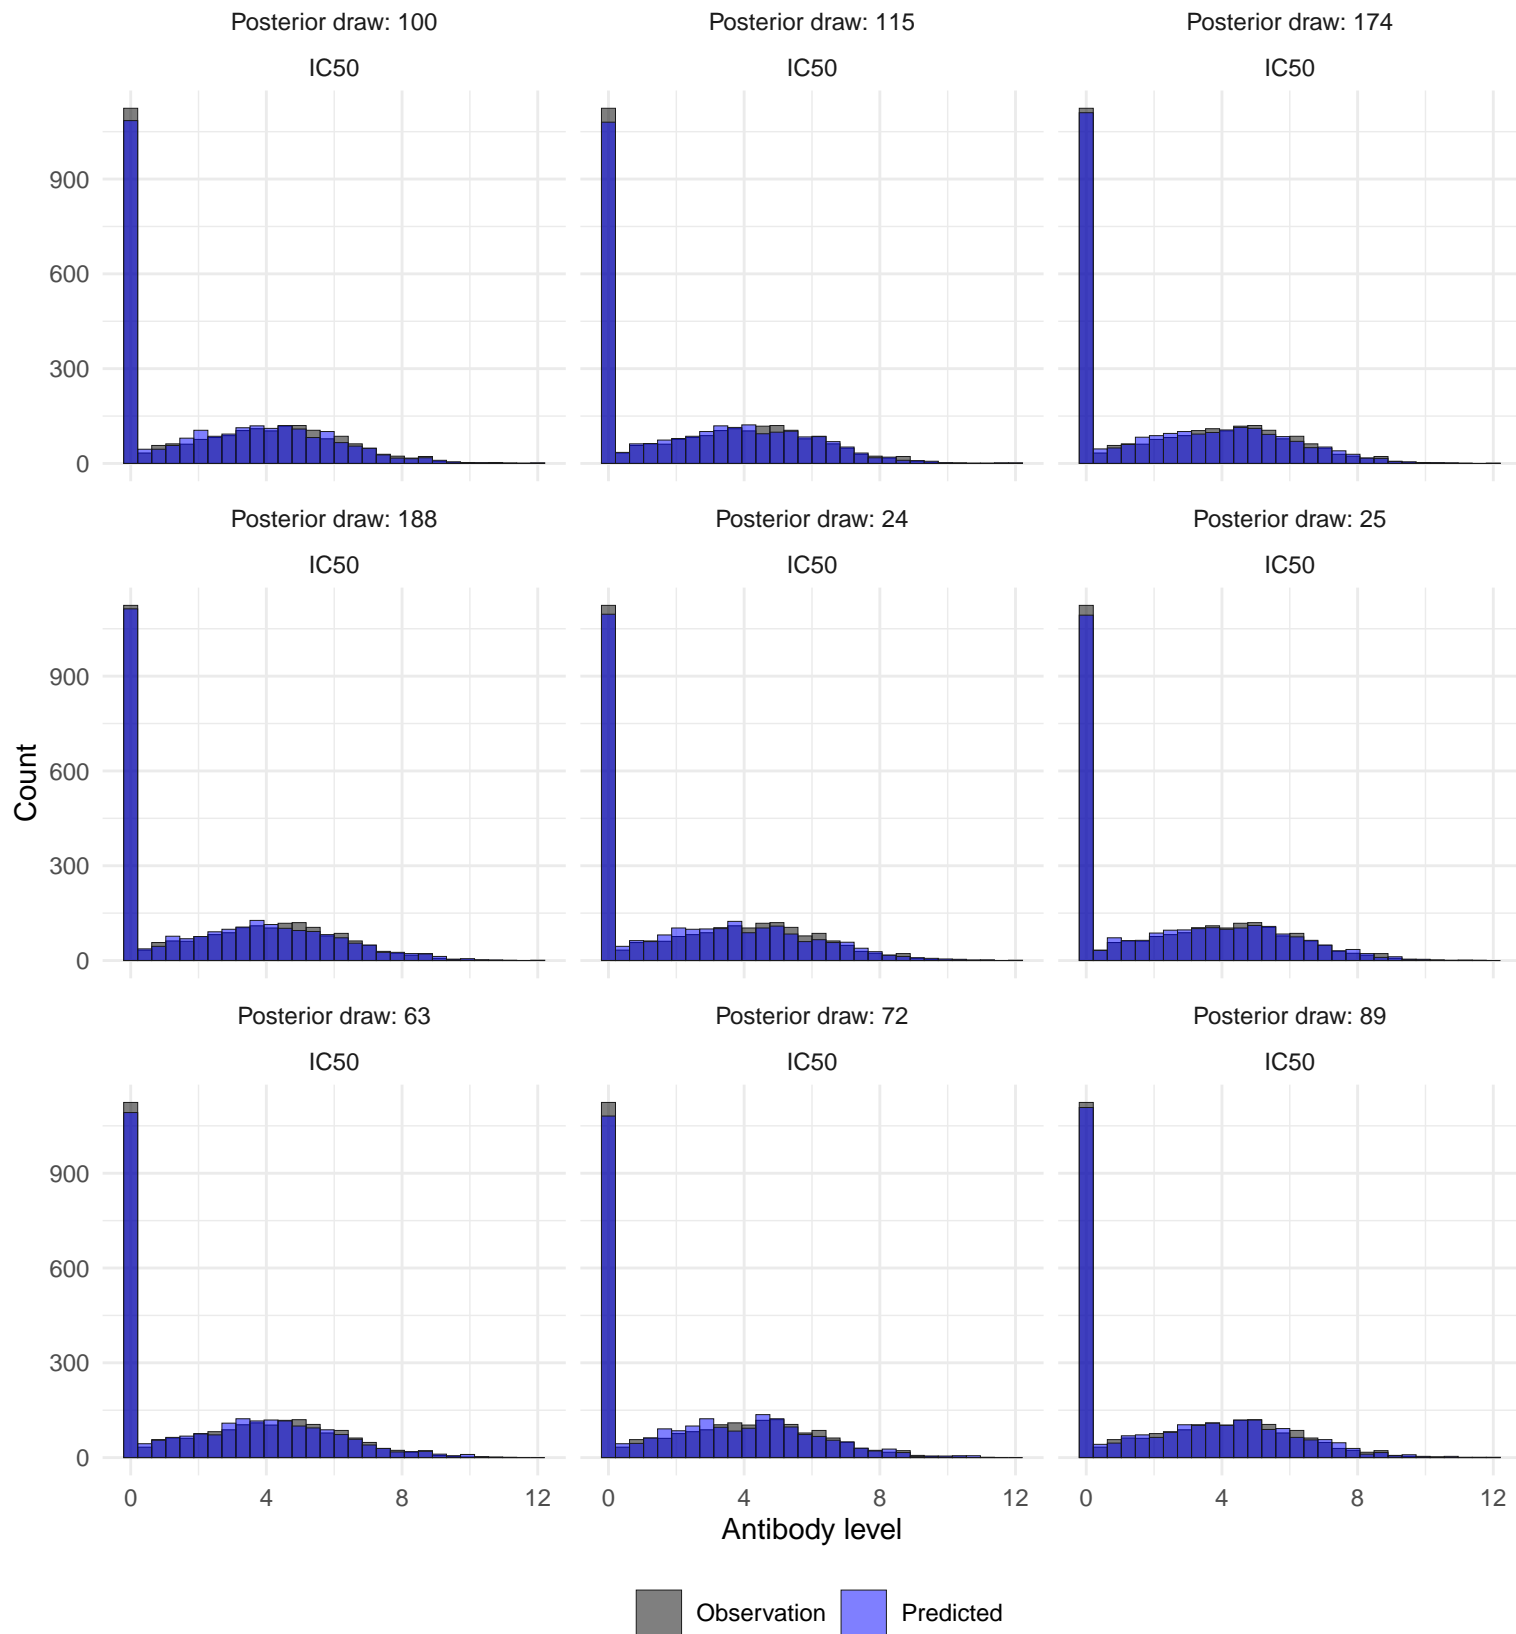 Posterior draw: 100 Posterior draw: 115 Posterior draw: 174
IC50 IC50 IC50
900
600
300
0
Posterior draw: 188 Posterior draw: 24 Posterior draw: 25
IC50 IC50 IC50
900
600
300
0
Count
Posterior draw: 63 Posterior draw: 72 Posterior draw: 89
IC50 IC50 IC50
900
600
300
0
0 4 8 12 0 4 8 12 0 4 8 12
Antibody level
Observation Predicted